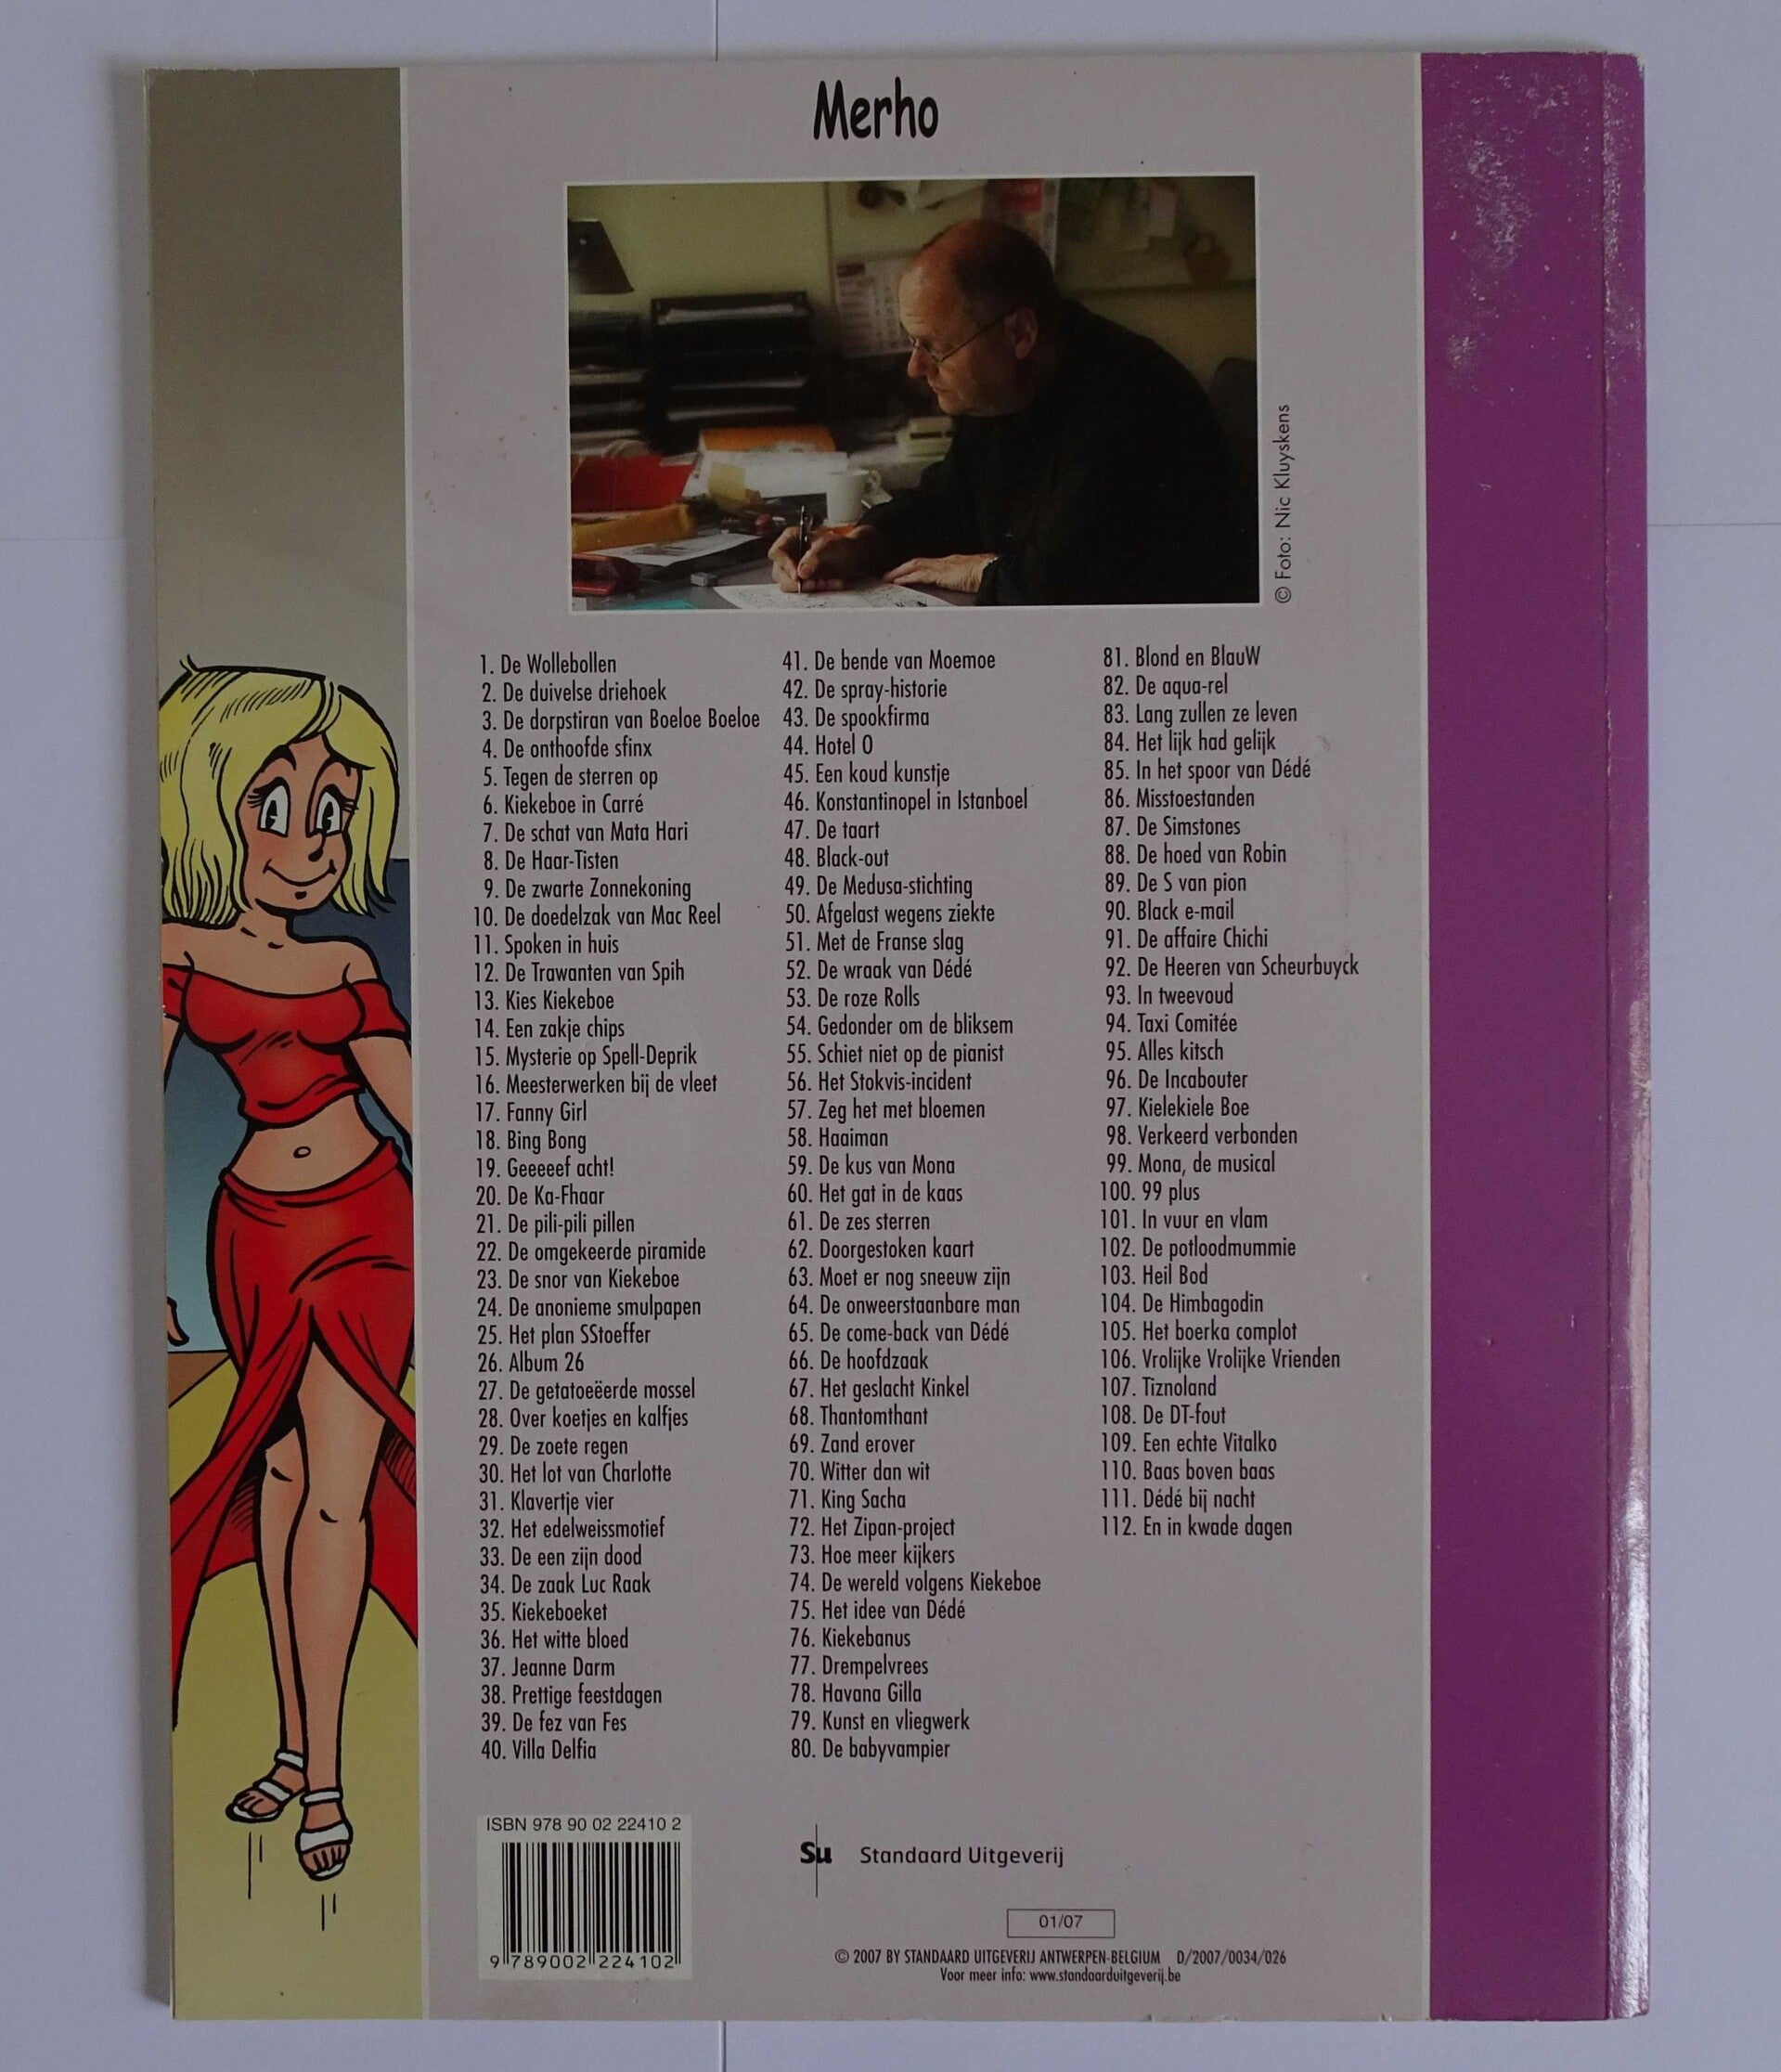 Merho
© Foto: Nic Kluyskens
1. De Wollebollen
2. De duivelse driehoek
3. De dorpstiran van Boeloe Boeloe
4. De onthoofde sfinx
5. Tegen de sterren op
6. Kiekeboe in Carré
7. De schat van Mata Hari
8. De Haar-Tisten
9. De zwarte Zonnekoning
10. De doedelzak van Mac Reel
11. Spoken in huis
12. De Trawanten van Spih
13. Kies Kiekeboe
14. Een zakje chips
15. Mysterie op Spell-Deprik
16. Meesterwerken bij de vleet
17. Fanny Girl
18. Bing Bong
19. Geeeeef acht!
20. De Ka-Fhaar
21. De pili-pili pillen
22. De omgekeerde piramide
23. De snor van Kiekeboe
24. De anonieme smulpapen
25. Het plan SStoeffer
26. Album 26
27. De getatoeëerde mossel
28. Over koetjes en kalfjes
29. De zoete regen
30. Het lot van Charlotte
31. Klavertje vier
32. Het edelweissmotief
33. De een zijn dood
34. De zaak Luc Raak
35. Kiekeboeket
36. Het witte bloed
37. Jeanne Darm
38. Prettige feestdagen
39. De fez van Fes
40. Villa Delfia
41. De bende van Moemoe
42. De spray-historie
43. De spookfirma
44. Hotel O
45. Een koud kunstje
46. Konstantinopel in Istanboel
47. De taart
48. Black-out
49. De Medusa-stichting
50. Afgelast wegens ziekte
51. Met de Franse slag
52. De wraak van Dédé
53. De roze Rolls
54. Gedonder om de bliksem
55. Schiet niet op de pianist
56. Het Stokvis-incident
57. Zeg het met bloemen
58. Haaiman
59. De kus van Mona
60. Het gat in de kaas
61. De zes sterren
62. Doorgestoken kaart
63. Moet er nog sneeuw zijn
64. De onweerstaanbare man
65. De come-back van Dédé
66. De hoofdzaak
67. Het geslacht Kinkel
68. Thantomthant
69. Zand erover
70. Witter dan wit
71. King Sacha
72. Het Zipan-project
73. Hoe meer kijkers
74. De wereld volgens Kiekeboe
75. Het idee van Dédé
76. Kiekebanus
77. Drempelvrees
78. Havana Gilla
79. Kunst en vliegwerk
80. De babyvampier
81. Blond en BlauW
82. De aqua-rel
83. Lang zullen ze leven
84. Het lijk had gelijk
85. In het spoor van Dédé
86. Misstoestanden
87. De Simstones
88. De hoed van Robin
89. De S van pion
90. Black e-mail
91. De affaire Chichi
92. De Heeren van Scheurbuyck
93. In tweevoud
94. Taxi Comitée
95. Alles kitsch
96. De Incabouter
97. Kielekiele Boe
98. Verkeerd verbonden
99. Mona, de musical
100. 99 plus
101. In vuur en vlam
102. De potloodmummie
103. Heil Bod
104. De Himbagodin
105. Het boerka complot
106. Vrolijke Vrolijke Vrienden
107. Tiznoland
108. De DT-fout
109. Een echte Vitalko
110. Baas boven baas
111. Dédé bij nacht
112. En in kwade dagen
ISBN 978 90 02 22410 2
9 789002 224102
Su Standaard Uitgeverij
01/07
© 2007 BY STANDAARD UITGEVERIJ ANTWERPEN-BELGIUM D/2007/0034/026
Voor meer info: www.standaarduitgeverij.be